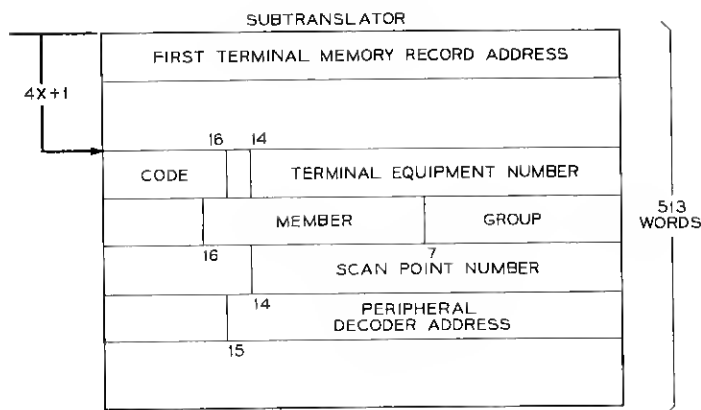 SUBTRANSLATOR
FIRST TERMINAL MEMORY RECORD ADDRESS
4X+1
16 14
CODE TERMINAL EQUIPMENT NUMBER
MEMBER GROUP
513
WORDS
16 7
SCAN POINT NUMBER
14
PERIPHERAL
DECODER ADDRESS
15